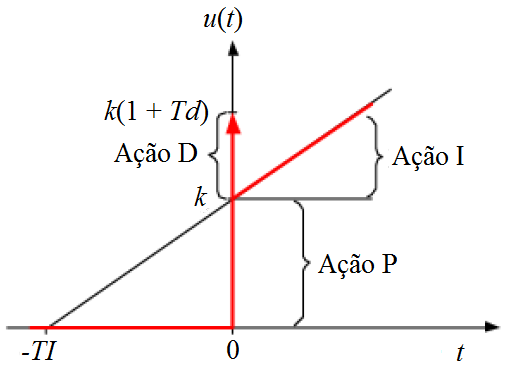 u(t)
k(1 + Td)
Ação D
Ação I
k
Ação P
-TI
0
t